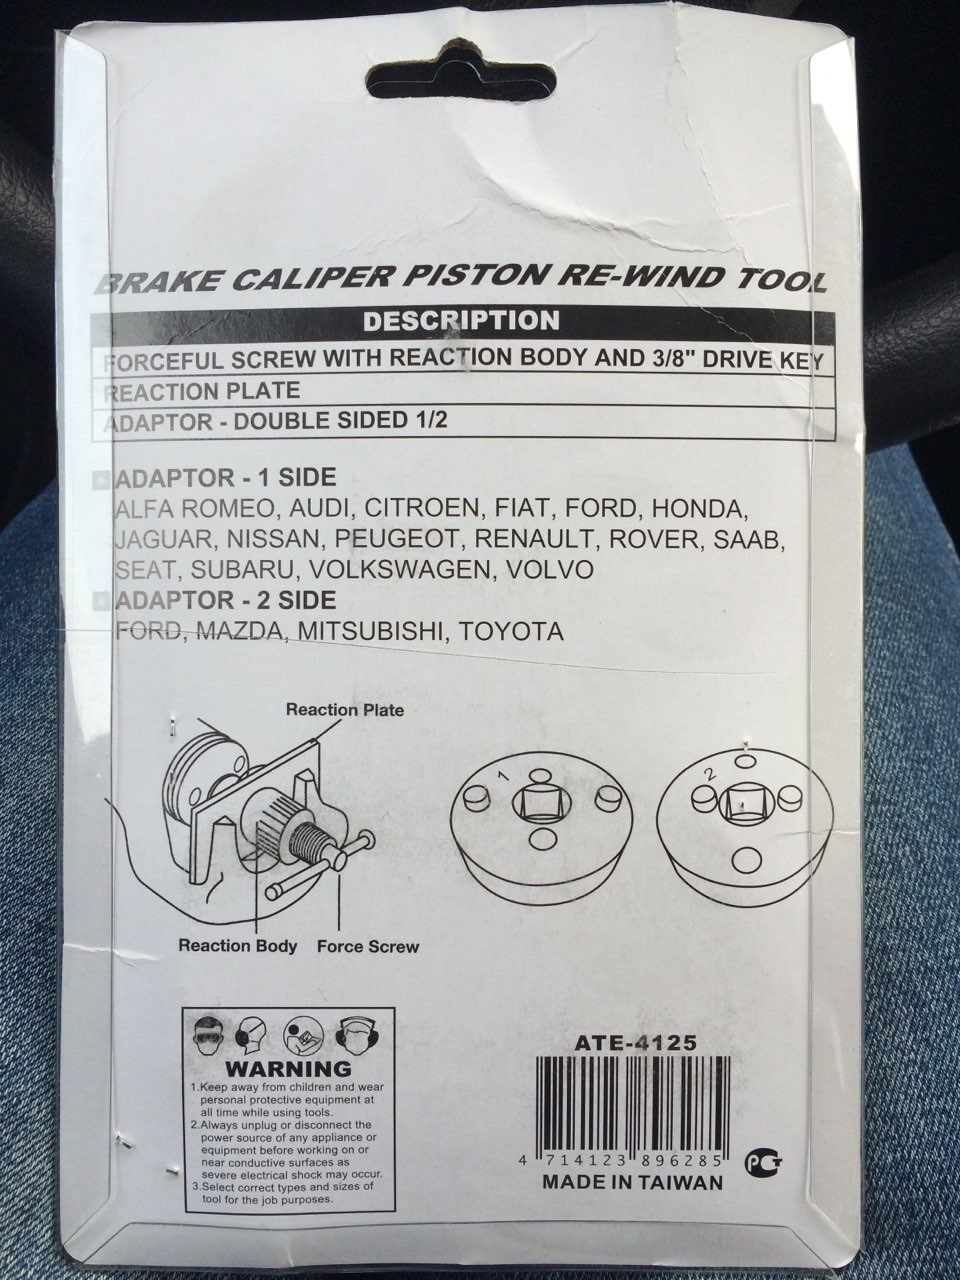 BRAKE CALIPER PISTON RE-WIND TOOL
DESCRIPTION
FORCEFUL SCREW WITH REACTION BODY AND 3/8" DRIVE KEY
REACTION PLATE
ADAPTOR - DOUBLE SIDED 1/2
ADAPTOR - 1 SIDE
ALFA ROMEO, AUDI, CITROEN, FIAT, FORD, HONDA,
JAGUAR, NISSAN, PEUGEOT, RENAULT, ROVER, SAAB,
SEAT, SUBARU, VOLKSWAGEN, VOLVO
ADAPTOR - 2 SIDE
FORD, MAZDA, MITSUBISHI, TOYOTA
Reaction Plate
1
2
Reaction Body Force Screw
WARNING
1.Keep away from children and wear
personal protective equipment at
all time while using tools.
2.Always unplug or disconnect the
power source of any appliance or
equipment before working on or
near conductive surfaces as
severe electrical shock may occur.
3.Select correct types and sizes of
tool for the job purposes.
ATE-4125
4 714123 896285
MADE IN TAIWAN
РСТ